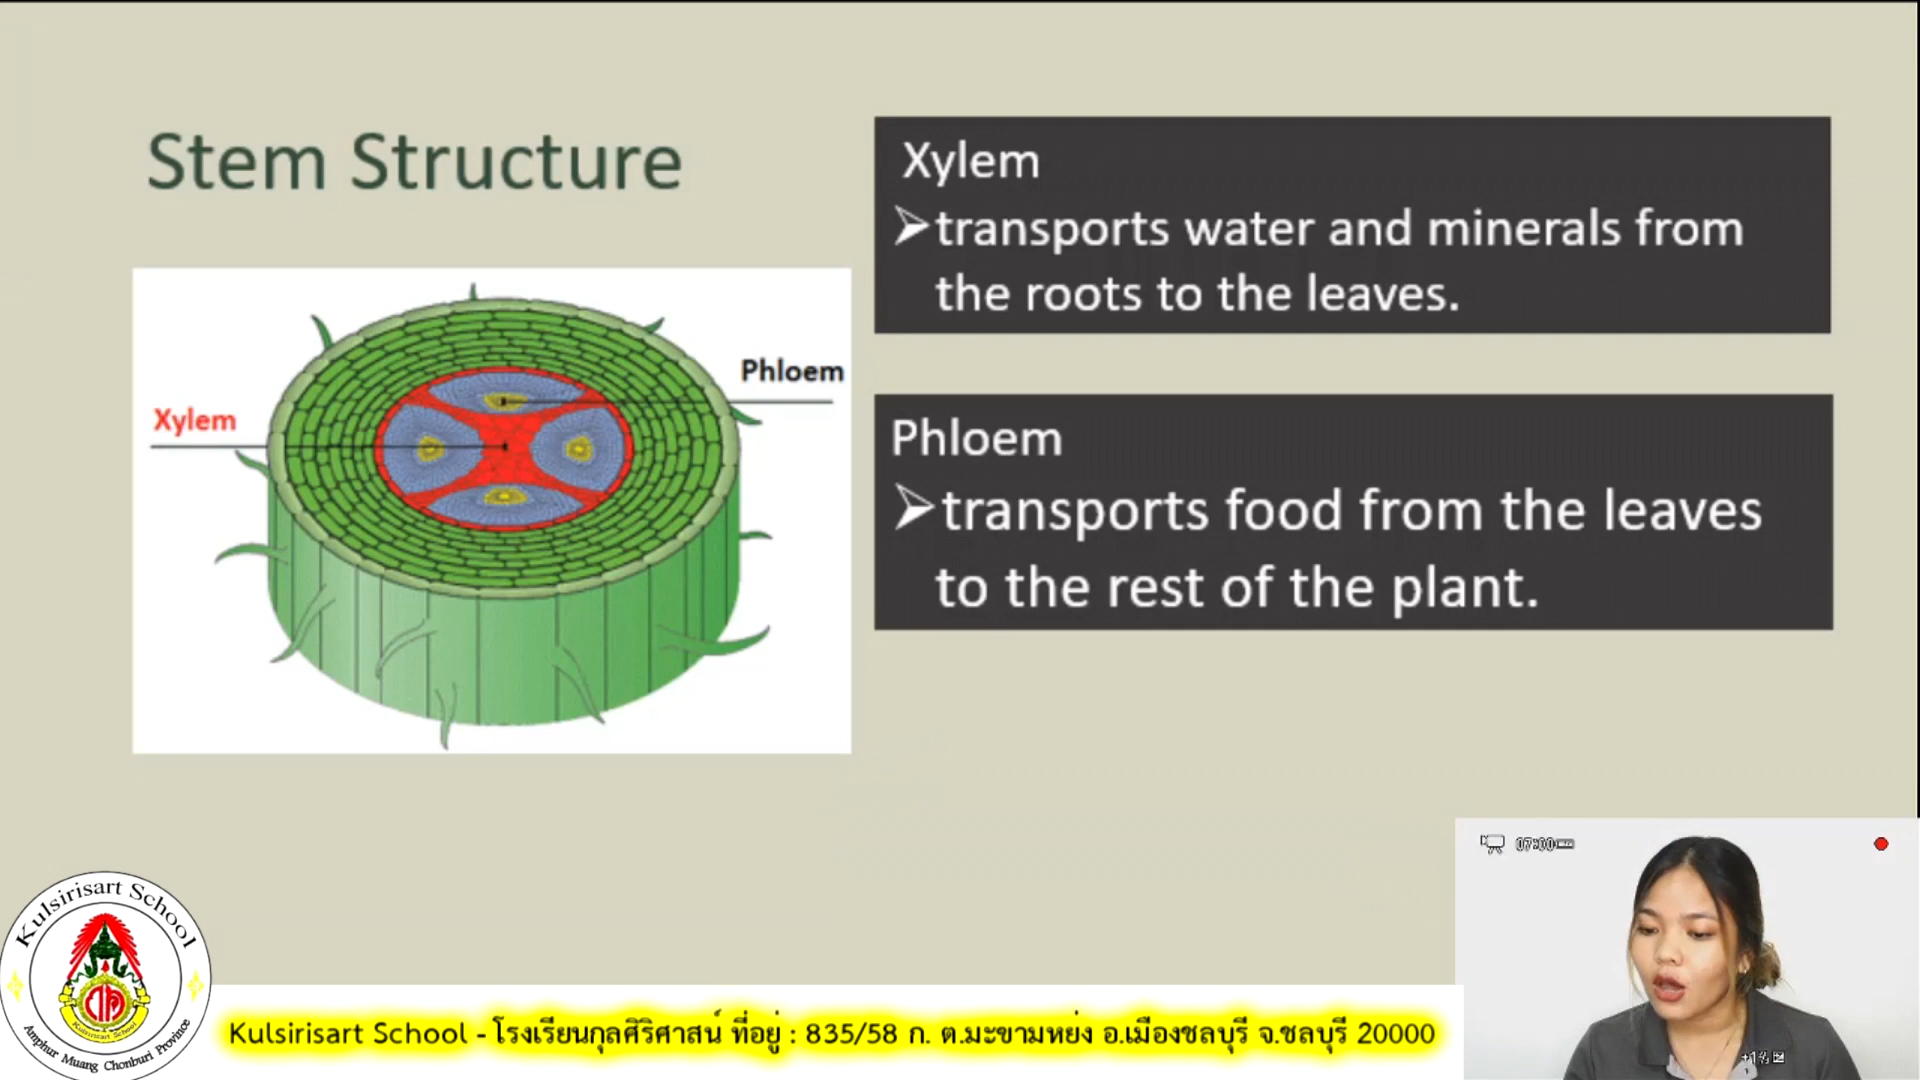 Stem Structure
Xylem
➢transports water and minerals from
the roots to the leaves.
Phloem
Xylem
Phloem
➢transports food from the leaves
to the rest of the plant.
07:00
Kulsirisart School
Kulsirisart School
Amphur Muang Chonburi Province
Kulsirisart School - โรงเรียนกุลศิริศาสน์ ที่อยู่ : 835/58 ก. ต.มะขามหย่ง อ.เมืองชลบุรี จ.ชลบุรี 20000